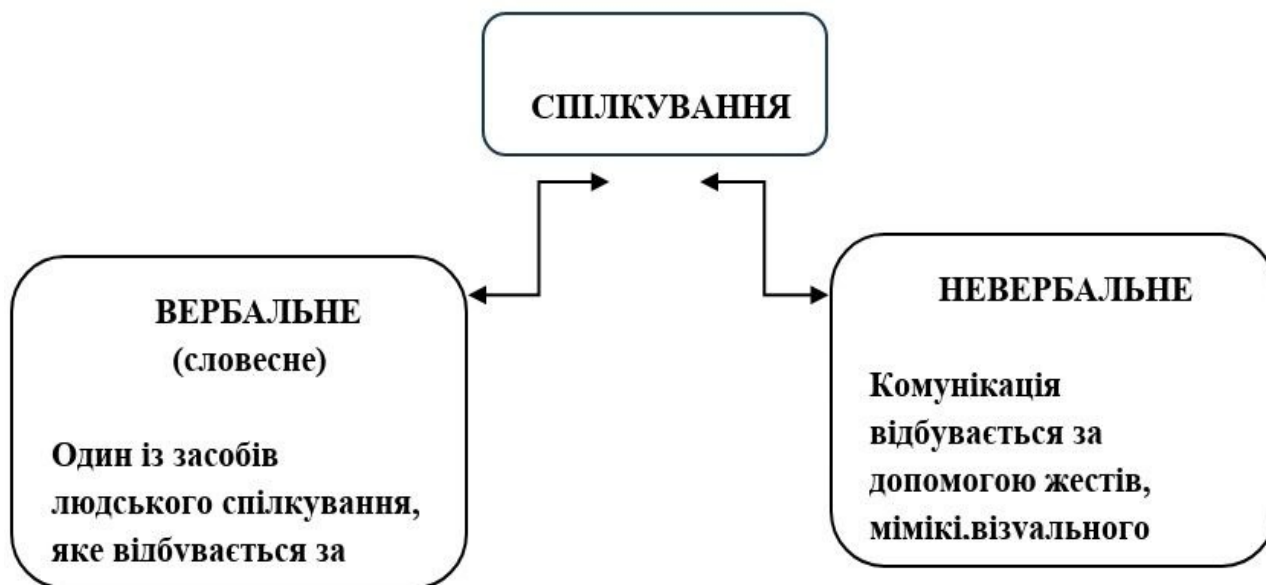 СПІЛКУВАННЯ
ВЕРБАЛЬНЕ
(словесне)
Один із засобів
людського спілкування,
яке відбувається за
НЕВЕРБАЛЬНЕ
Комунікація
відбувається за
допомогою жестів,
мімікі.візуального